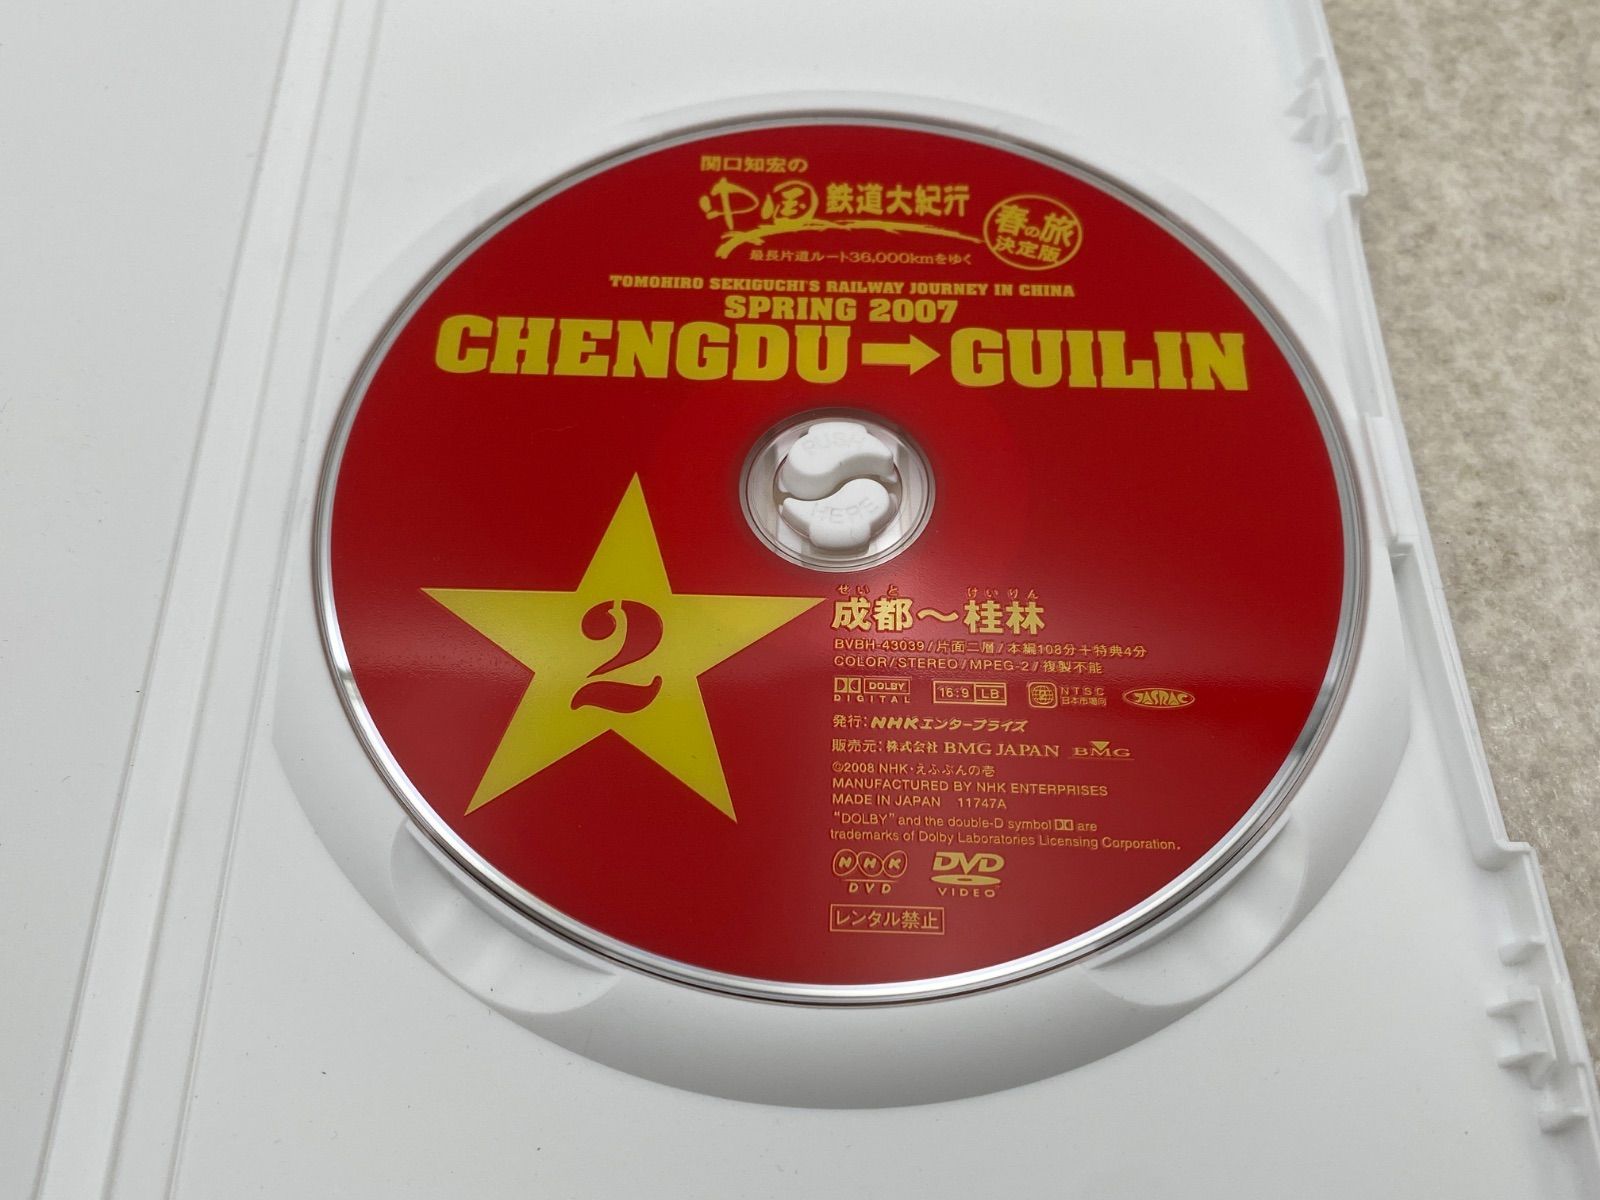 関口知宏の
中国鉄道大紀行
春の旅
決定版
最長片道ルート36,000kmをゆく
TOMOHIRO SEKIGUCHI'S RAILWAY JOURNEY IN CHINA
SPRING 2007
CHENGDU→GUILIN
PUSH
HERE
2
せいと けいりん
成都〜桂林
BVBH-43039/片面二層/本編108分+特典4分
COLOR/STEREO/MPEG-2/複製不能
DOLBY
DIGITAL
16:9 LB
2
NTSC
日本市場向
JASRAC
発行:NHKエンタープライズ
販売元:株式会社 BMG JAPAN BMG
©2008 NHK・えふぶんの壱
MANUFACTURED BY NHK ENTERPRISES
MADE IN JAPAN 11747A
"DOLBY" and the double-D symbol are
trademarks of Dolby Laboratories Licensing Corporation.
NHK
DVD
DVD
VIDEO
レンタル禁止